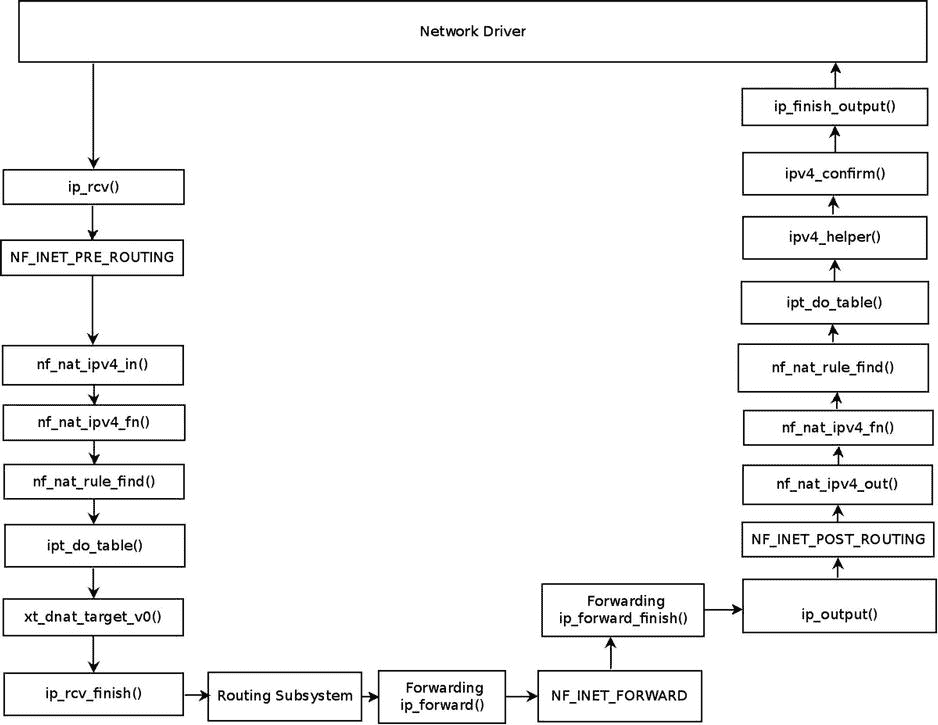 Network Driver
ip_rcv()
NF_INET_PRE_ROUTING
nf_nat_ipv4_in()
nf_nat_ipv4_fn()
nf_nat_rule_find()
ipt_do_table()
xt_dnat_target_v0()
ip_rcv_finish()
Routing Subsystem
Forwarding
ip_forward()
NF_INET_FORWARD
Forwarding
ip_forward_finish()
ip_output()
NF_INET_POST_ROUTING
nf_nat_ipv4_out()
nf_nat_ipv4_fn()
nf_nat_rule_find()
ipt_do_table()
ipv4_helper()
ipv4_confirm()
ip_finish_output()